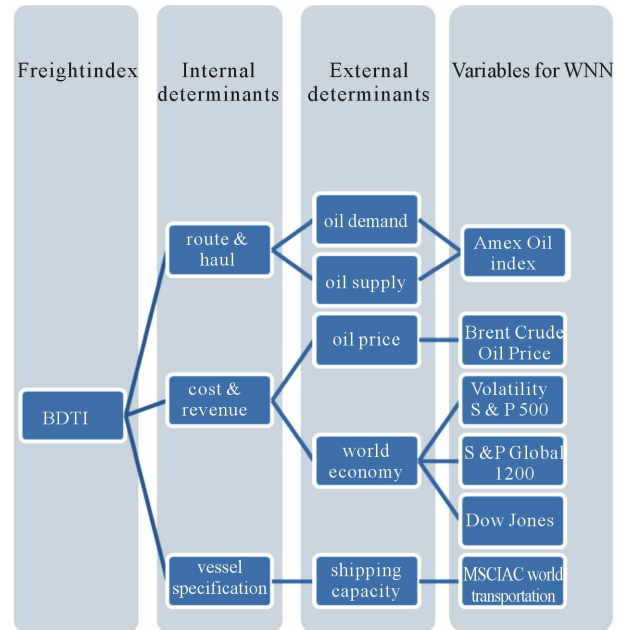 Freightindex
Internal
determinants
External
determinants
Variables for WNN
route &
haul
oil demand
oil supply
Amex Oil
index
BDTI
cost &
revenue
oil price
world
economy
Brent Crude
Oil Price
Volatility
S & P 500
S &P Global
1200
Dow Jones
vessel
specification
shipping
capacity
MSCIAC world
transportation